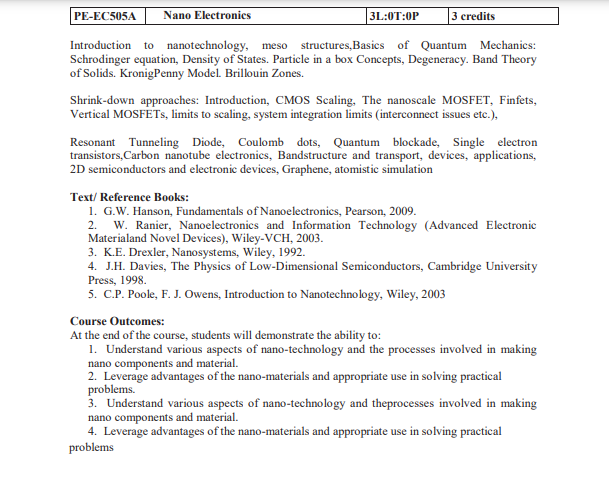 PE-EC505A Nano Electronics 3L:0T:0P 3 credits
Introduction to nanotechnology, meso structures,Basics of Quantum Mechanics:
Schrodinger equation, Density of States. Particle in a box Concepts, Degeneracy. Band Theory
of Solids. KronigPenny Model. Brillouin Zones.
Shrink-down approaches: Introduction, CMOS Scaling, The nanoscale MOSFET, Finfets,
Vertical MOSFETs, limits to scaling, system integration limits (interconnect issues etc.),
Resonant Tunneling Diode, Coulomb dots, Quantum blockade, Single electron
transistors,Carbon nanotube electronics, Bandstructure and transport, devices, applications,
2D semiconductors and electronic devices, Graphene, atomistic simulation
Text/ Reference Books:
1. G.W. Hanson, Fundamentals of Nanoelectronics, Pearson, 2009.
2. W. Ranier, Nanoelectronics and Information Technology (Advanced Electronic
Materialand Novel Devices), Wiley-VCH, 2003.
3. K.E. Drexler, Nanosystems, Wiley, 1992.
4. J.H. Davies, The Physics of Low-Dimensional Semiconductors, Cambridge University
Press, 1998.
5. C.P. Poole, F. J. Owens, Introduction to Nanotechnology, Wiley, 2003
Course Outcomes:
At the end of the course, students will demonstrate the ability to:
1. Understand various aspects of nano-technology and the processes involved in making
nano components and material.
2. Leverage advantages of the nano-materials and appropriate use in solving practical
problems.
3. Understand various aspects of nano-technology and theprocesses involved in making
nano components and material.
4. Leverage advantages of the nano-materials and appropriate use in solving practical
problems